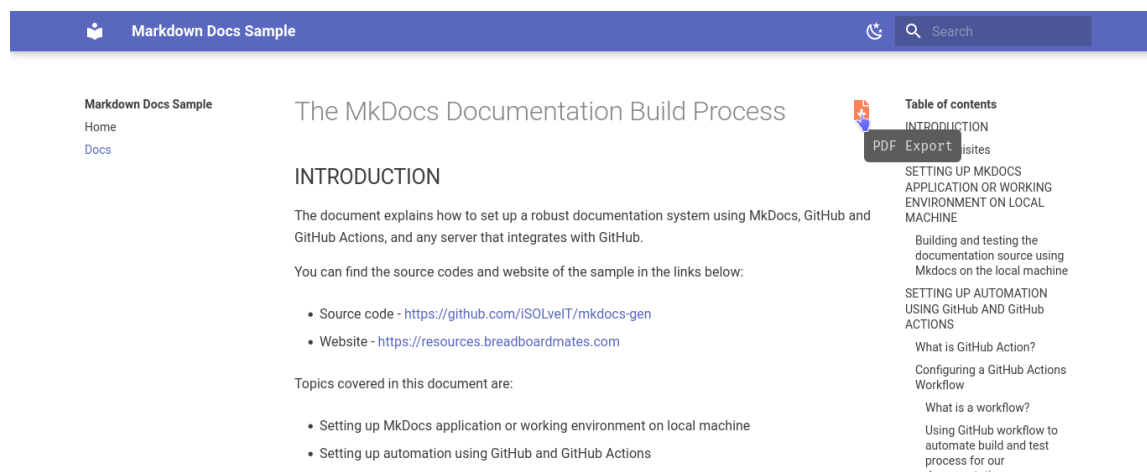 Markdown Docs Sample
Search
Markdown Docs Sample
Home
Docs
The MkDocs Documentation Build Process
PDF Export
INTRODUCTION
The document explains how to set up a robust documentation system using MkDocs, GitHub and
GitHub Actions, and any server that integrates with GitHub.
You can find the source codes and website of the sample in the links below:
• Source code - https://github.com/iSOLveIT/mkdocs-gen
• Website - https://resources.breadboardmates.com
Topics covered in this document are:
• Setting up MkDocs application or working environment on local machine
• Setting up automation using GitHub and GitHub Actions
Table of contents
INTRODUCTION
isites
SETTING UP MKDOCS
APPLICATION OR WORKING
ENVIRONMENT ON LOCAL
MACHINE
Building and testing the
documentation source using
Mkdocs on the local machine
SETTING UP AUTOMATION
USING GitHub AND GitHub
ACTIONS
What is GitHub Action?
Configuring a GitHub Actions
Workflow
What is a workflow?
Using GitHub workflow to
automate build and test
process for our